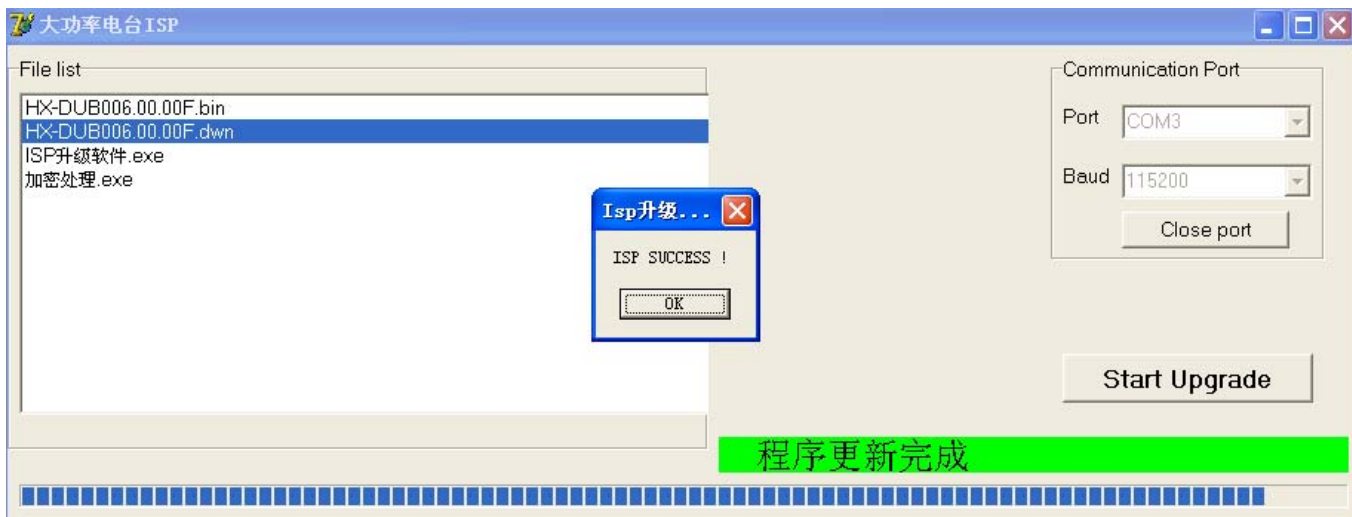 大功率电台ISP
File list
HX-DUB006.00.00F.bin
HX-DUB006.00.00F.dwn
ISP升级软件.exe
加密处理.exe
Communication Port
Port COM3
Baud 115200
Close port
Isp升级...
ISP SUCCESS !
OK
Start Upgrade
程序更新完成